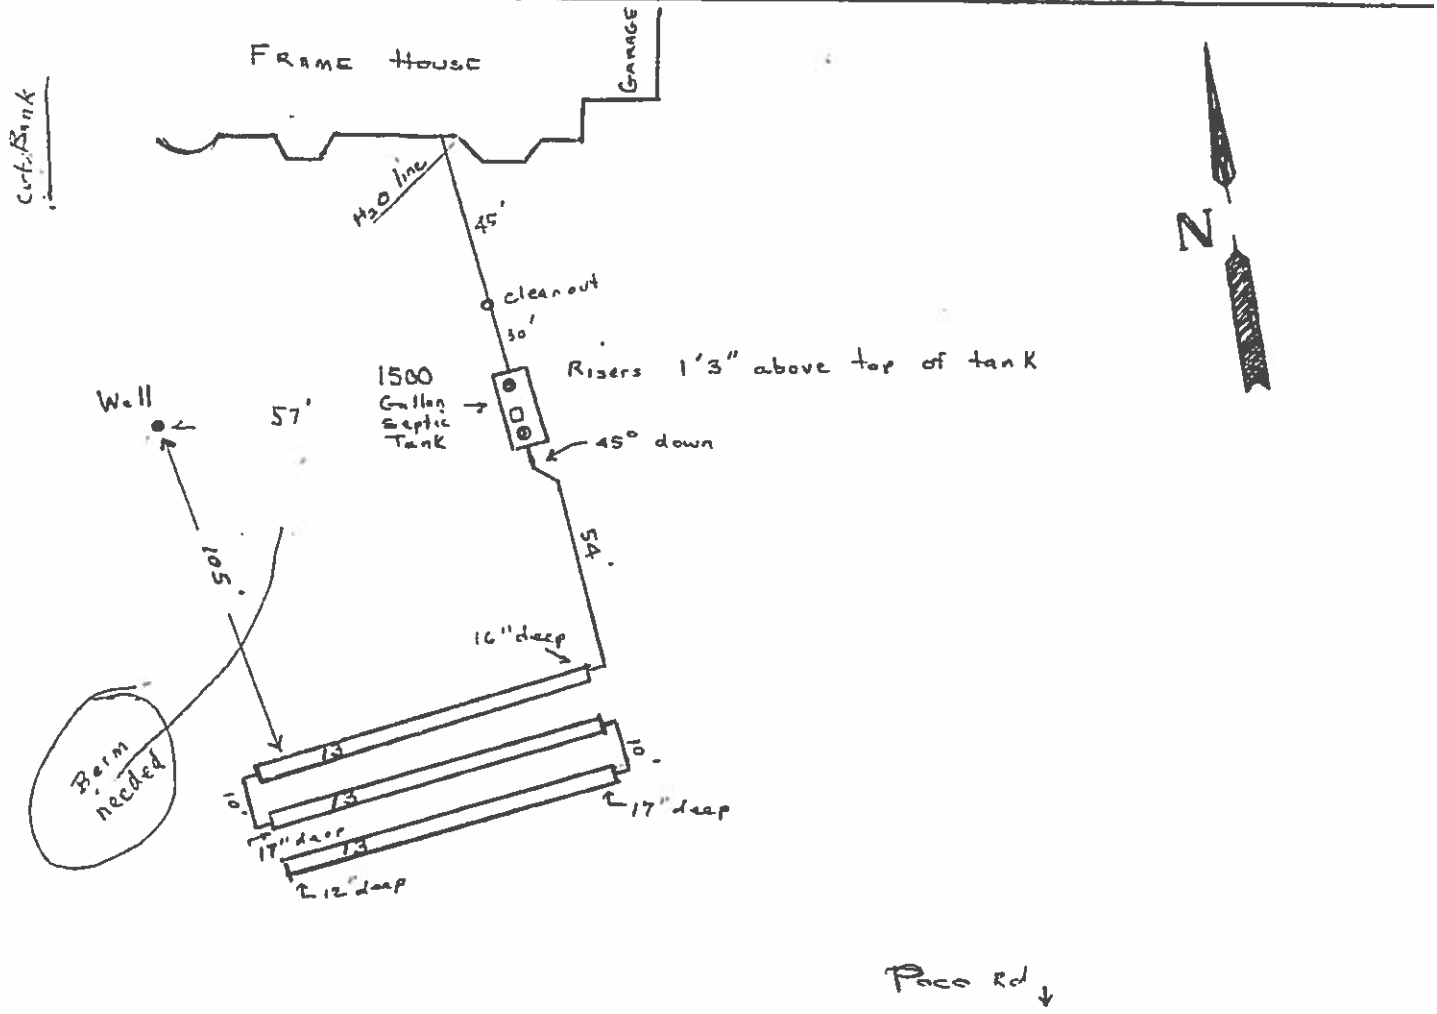 FRAME HOUSE
GARAGE
Cut Bank
H2O line
45'
cleanout
30'
Risers 1'3" above top of tank
1500
Gallon
Septic
Tank
Well
57'
45° down
N
105'
54'
16" deep
13
10'
13
10'
17" deep
17" deep
13
12" deep
Berm
needed
Paco Rd